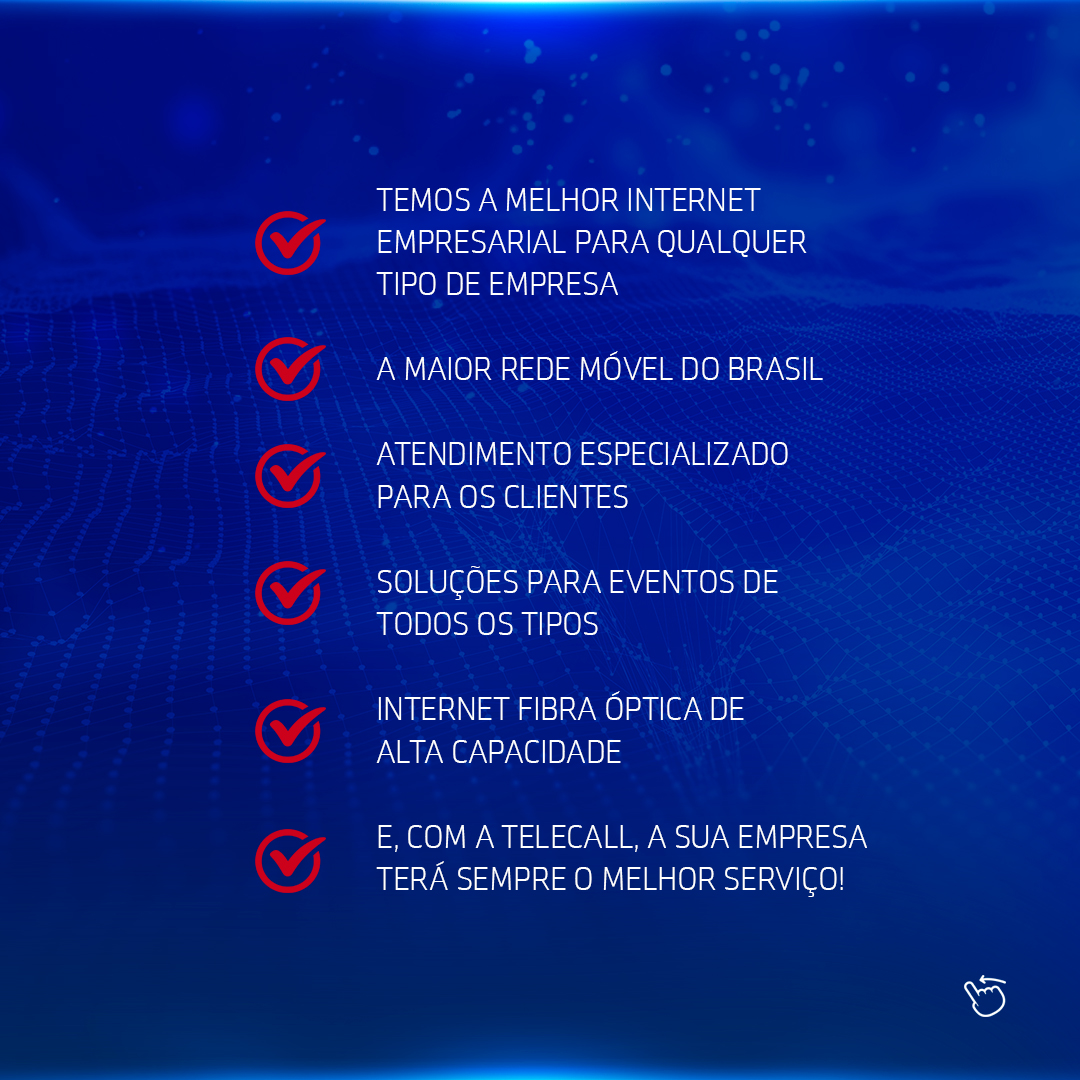 TEMOS A MELHOR INTERNET
EMPRESARIAL PARA QUALQUER
TIPO DE EMPRESA
A MAIOR REDE MÓVEL DO BRASIL
ATENDIMENTO ESPECIALIZADO
PARA OS CLIENTES
SOLUÇÕES PARA EVENTOS DE
TODOS OS TIPOS
INTERNET FIBRA ÓPTICA DE
ALTA CAPACIDADE
E, COM A TELECALL, A SUA EMPRESA
TERÁ SEMPRE O MELHOR SERVIÇO!